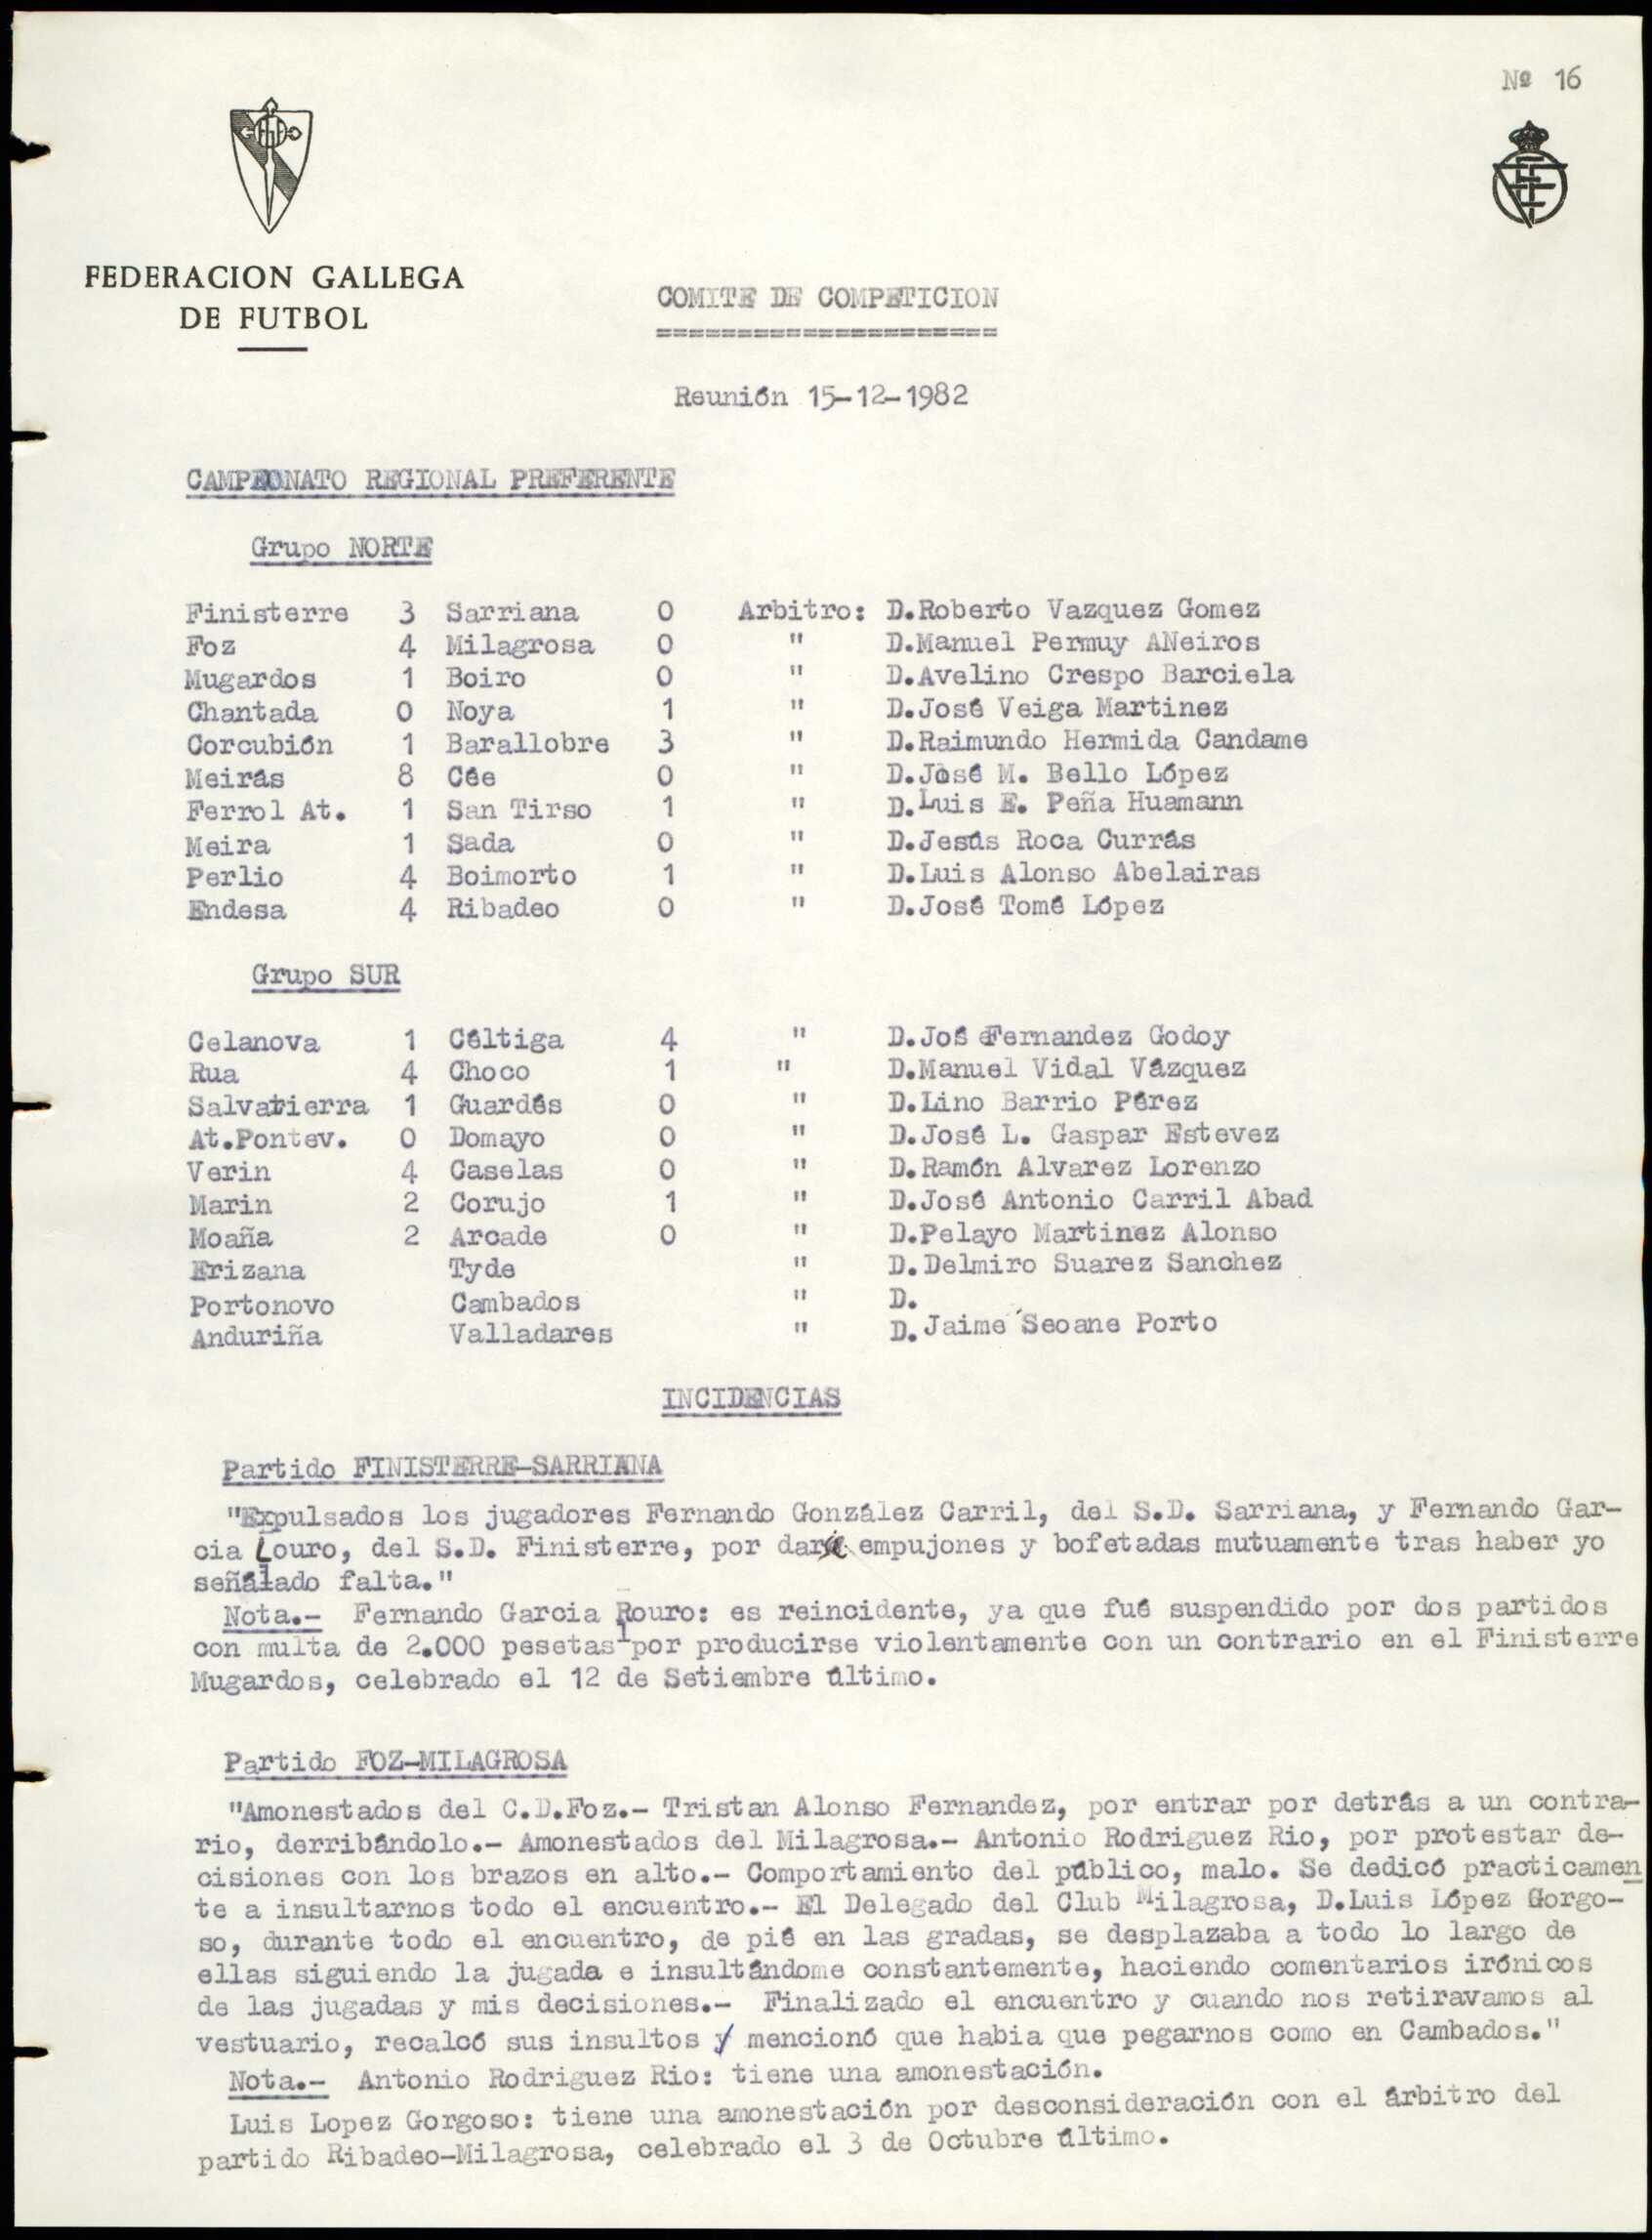 Nº 16
FEDERACION GALLEGA
DE FUTBOL
COMITE DE COMPETICION
=====================
Reunión 15-12-1982
CAMPEONATO REGIONAL PREFERENTE
Grupo NORTE
Finisterre 3 Sarriana 0 Arbitro: D.Roberto Vazquez Gomez
Foz 4 Milagrosa 0 " D.Manuel Permuy ANeiros
Mugardos 1 Boiro 0 " D.Avelino Crespo Barciela
Chantada 0 Noya 1 " D.José Veiga Martinez
Corcubión 1 Barallobre 3 " D.Raimundo Hermida Candame
Meirás 8 Cée 0 " D.José M. Bello López
Ferrol At. 1 San Tirso 1 " D.Luis E. Peña Huamann
Meira 1 Sada 0 " D.Jesús Roca Currás
Perlio 4 Boimorto 1 " D.Luis Alonso Abelairas
Endesa 4 Ribadeo 0 " D.José Tomé López
Grupo SUR
Celanova 1 Céltiga 4 " D.José Fernandez Godoy
Rua 4 Choco 1 " D.Manuel Vidal Vázquez
Salvatierra 1 Guardés 0 " D.Lino Barrio Pérez
At.Pontev. 0 Domayo 0 " D.José L. Gaspar Estevez
Verin 4 Caselas 0 " D.Ramón Alvarez Lorenzo
Marin 2 Corujo 1 " D.José Antonio Carril Abad
Moaña 2 Arcade 0 " D.Pelayo Martinez Alonso
Erizana Tyde " D.Delmiro Suarez Sanchez
Portonovo Cambados " D.
Anduriña Valladares " D. Jaime Seoane Porto
INCIDENCIAS
Partido FINISTERRE-SARRIANA
"Expulsados los jugadores Fernando González Carril, del S.D. Sarriana, y Fernando Gar-
cia Louro, del S.D. Finisterre, por dar empujones y bofetadas mutuamente tras haber yo
señalado falta."
Nota.- Fernando Garcia Rouro: es reincidente, ya que fué suspendido por dos partidos
con multa de 2.000 pesetas por producirse violentamente con un contrario en el Finisterre
Mugardos, celebrado el 12 de Setiembre último.
Partido FOZ-MILAGROSA
"Amonestados del C.D.Foz.- Tristan Alonso Fernandez, por entrar por detrás a un contra-
rio, derribándolo.- Amonestados del Milagrosa.- Antonio Rodriguez Rio, por protestar de-
cisiones con los brazos en alto.- Comportamiento del público, malo. Se dedicó practicamen
te a insultarnos todo el encuentro.- El Delegado del Club Milagrosa, D.Luis López Gorgo-
so, durante todo el encuentro, de pié en las gradas, se desplazaba a todo lo largo de
ellas siguiendo la jugada e insultándome constantemente, haciendo comentarios irónicos
de las jugadas y mis decisiones.- Finalizado el encuentro y cuando nos retiravamos al
vestuario, recalcó sus insultos y mencionó que habia que pegarnos como en Cambados."
Nota.- Antonio Rodriguez Rio: tiene una amonestación.
Luis Lopez Gorgoso: tiene una amonestación por desconsideración con el árbitro del
partido Ribadeo-Milagrosa, celebrado el 3 de Octubre último.